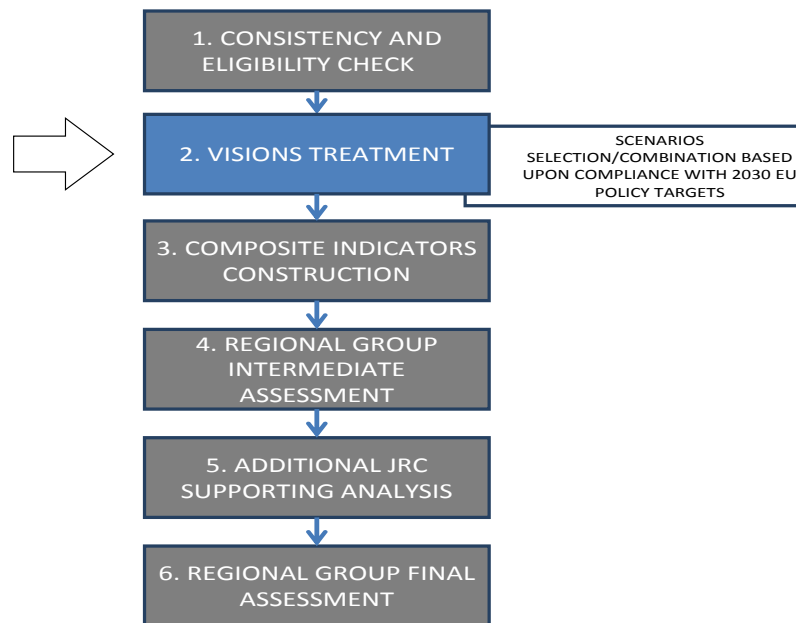 1. CONSISTENCY AND
ELIGIBILITY CHECK
2. VISIONS TREATMENT
SCENARIOS
SELECTION/COMBINATION BASED
UPON COMPLIANCE WITH 2030 EU
POLICY TARGETS
3. COMPOSITE INDICATORS
CONSTRUCTION
4. REGIONAL GROUP
INTERMEDIATE
ASSESSMENT
5. ADDITIONAL JRC
SUPPORTING ANALYSIS
6. REGIONAL GROUP FINAL
ASSESSMENT